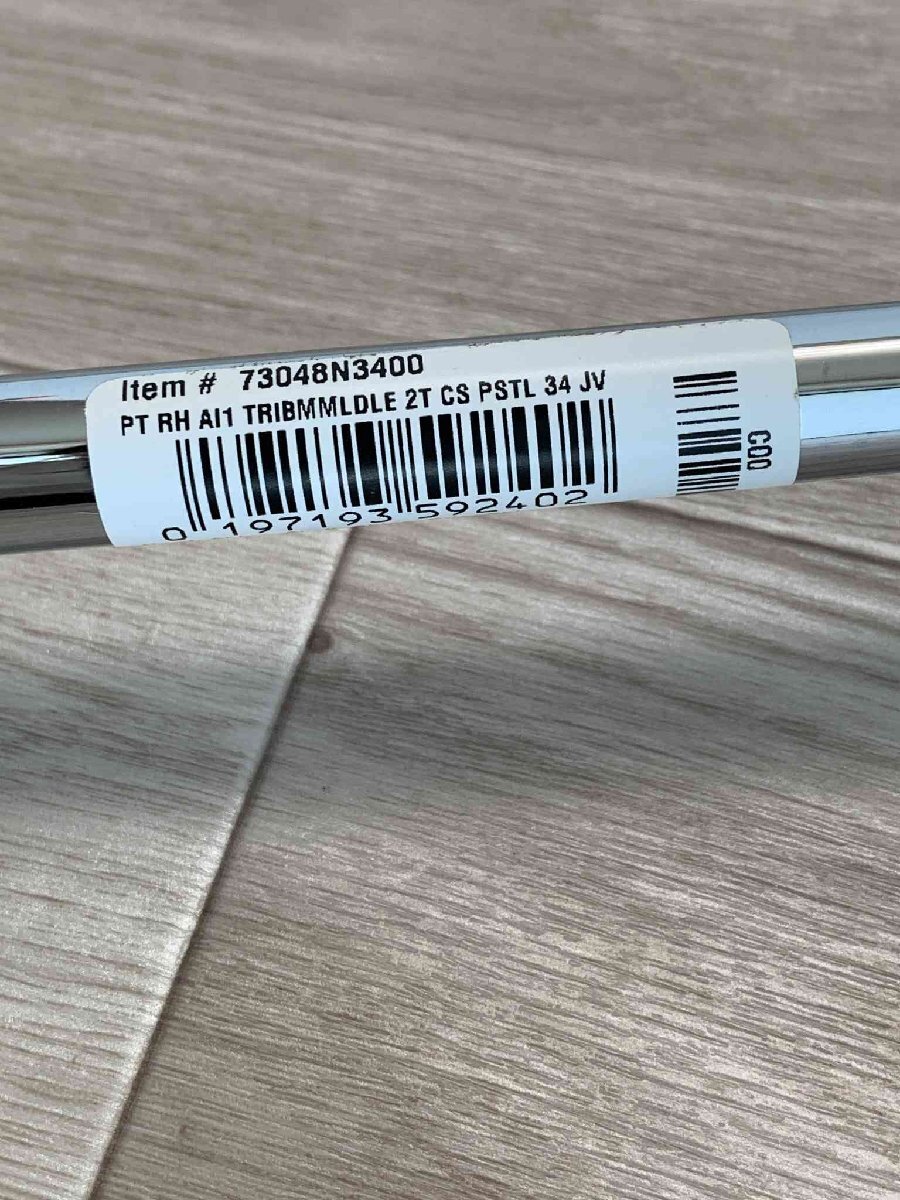 Item # 73048N3400
PT RH AI1 TRIBMMLDLE 2T CS PSTL 34 JV
0 197193 592402
COO